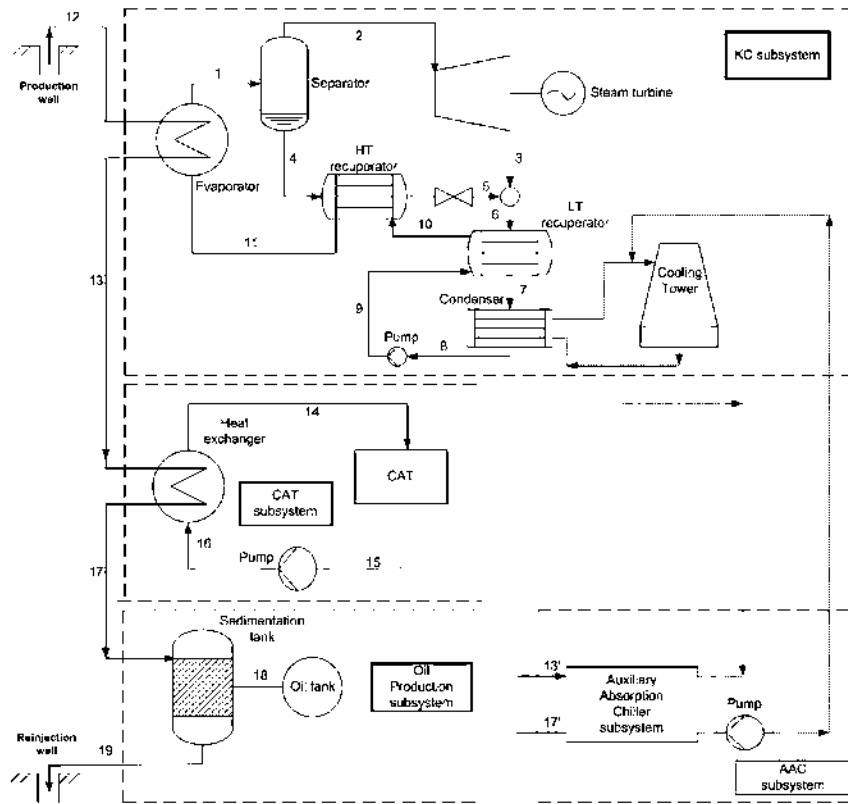 12
2
1
KC subsystem
Separator
Steam turbine
Production
well
4
HT
recuperator
3
5
Evaporator
6
LT
recuperator
10
11
13
7
Cooling
Tower
Condenser
9
Pump
8
14
Heat
exchanger
CAT
CAT
subsystem
16
Pump
15
17
Sedimentation
tank
18
Oil tank
Oil
Production
subsystem
13'
Auxiliary
Absorption
Chiller
subsystem
17'
Pump
Reinjection
well
19
AAC
subsystem